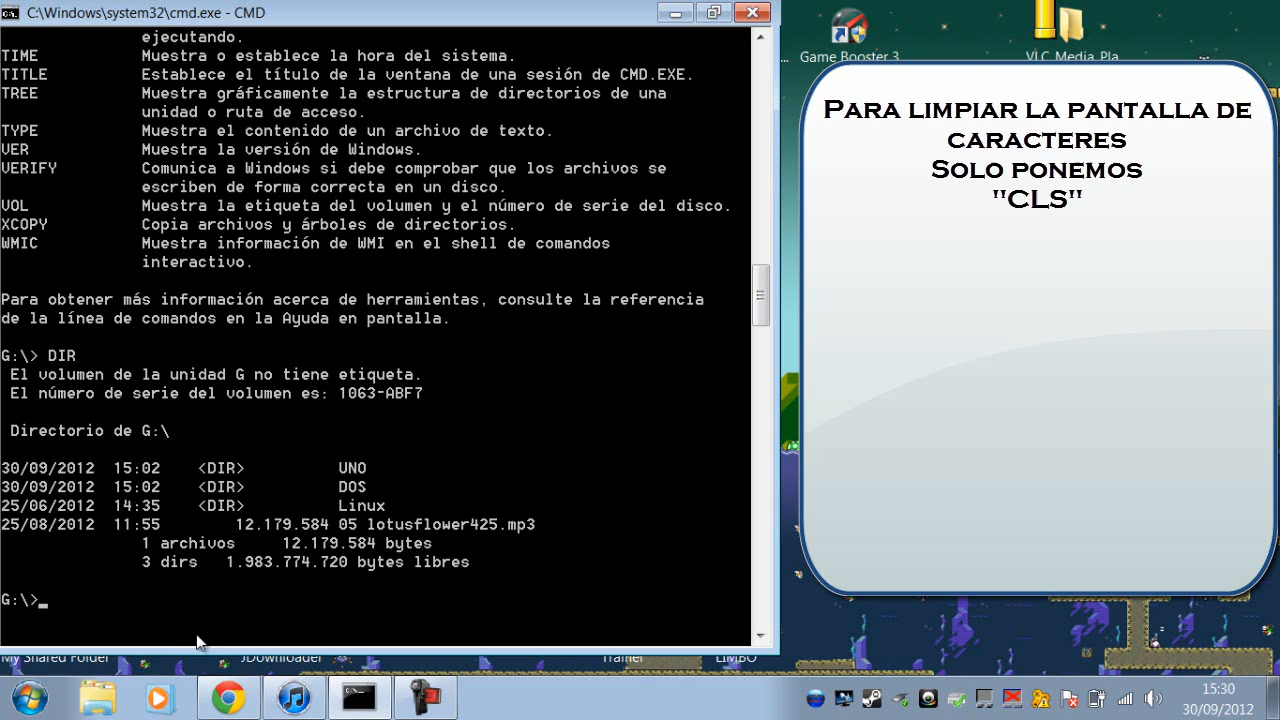 C:\Windows\system32\cmd.exe - CMD
ejecutando.
TIME Muestra o establece la hora del sistema.
TITLE Establece el título de la ventana de una sesión de CMD.EXE.
TREE Muestra gráficamente la estructura de directorios de una
unidad o ruta de acceso.
TYPE Muestra el contenido de un archivo de texto.
VER Muestra la versión de Windows.
VERIFY Comunica a Windows si debe comprobar que los archivos se
escriben de forma correcta en un disco.
VOL Muestra la etiqueta del volumen y el número de serie del disco.
XCOPY Copia archivos y árboles de directorios.
WMIC Muestra información de WMI en el shell de comandos
interactivo.
Para obtener más información acerca de herramientas, consulte la referencia
de la línea de comandos en la Ayuda en pantalla.
G:\> DIR
El volumen de la unidad G no tiene etiqueta.
El número de serie del volumen es: 1063-ABF7
Directorio de G:\
30/09/2012 15:02 <DIR> UNO
30/09/2012 15:02 <DIR> DOS
25/06/2012 14:35 <DIR> Linux
25/08/2012 11:55 12.179.584 05 lotusflower425.mp3
1 archivos 12.179.584 bytes
3 dirs 1.983.774.720 bytes libres
G:\>_
Game Booster 3
VLC Media Pla...
Para limpiar la pantalla de
caracteres
Solo ponemos
"CLS"
My Shared Folder
JDownloader
Trainer
LIMBO
15:30
30/09/2012